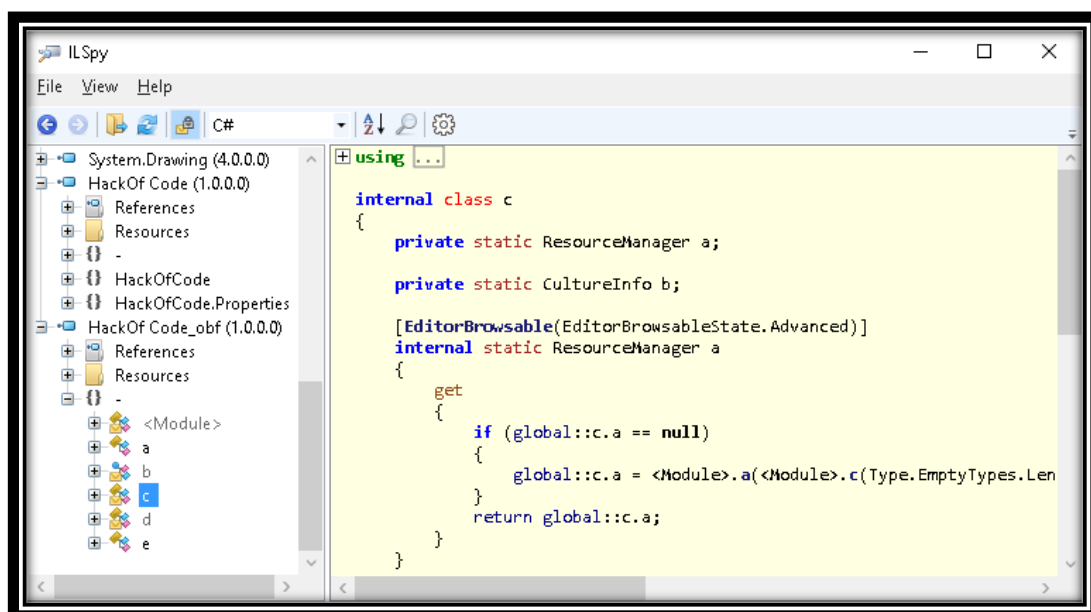 ILSpy
File View Help
C#
System.Drawing (4.0.0.0)
HackOf Code (1.0.0.0)
References
Resources
{} -
{} HackOfCode
{} HackOfCode.Properties
HackOf Code_obf (1.0.0.0)
References
Resources
{} -
<Module>
a
b
c
d
e
using ...
internal class c
{
private static ResourceManager a;
private static CultureInfo b;
[EditorBrowsable(EditorBrowsableState.Advanced)]
internal static ResourceManager a
{
get
{
if (global::c.a == null)
{
global::c.a = <Module>.a(<Module>.c(Type.EmptyTypes.Len
}
return global::c.a;
}
}